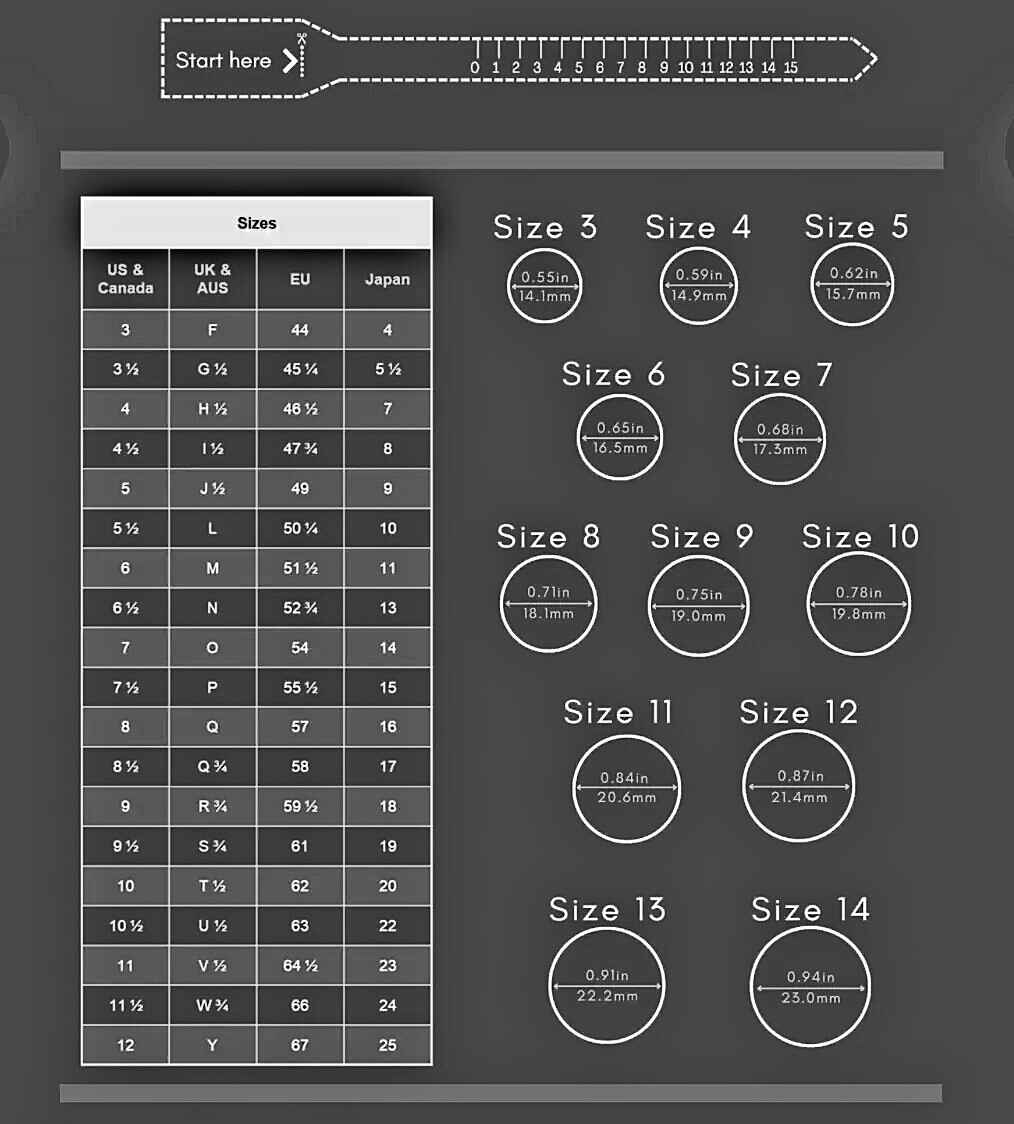 Start here
0 1 2 3 4 5 6 7 8 9 10 11 12 13 14 15
Sizes
US & Canada UK & AUS EU Japan
3 F 44 4
3 ½ G ½ 45 ¼ 5 ½
4 H ½ 46 ½ 7
4 ½ I ½ 47 ¾ 8
5 J ½ 49 9
5 ½ L 50 ¼ 10
6 M 51 ½ 11
6 ½ N 52 ¾ 13
7 O 54 14
7 ½ P 55 ½ 15
8 Q 57 16
8 ½ Q ¾ 58 17
9 R ¾ 59 ½ 18
9 ½ S ¾ 61 19
10 T ½ 62 20
10 ½ U ½ 63 22
11 V ½ 64 ½ 23
11 ½ W ¾ 66 24
12 Y 67 25
Size 3 Size 4 Size 5
0.55in 0.59in 0.62in
14.1mm 14.9mm 15.7mm
Size 6 Size 7
0.65in 0.68in
16.5mm 17.3mm
Size 8 Size 9 Size 10
0.71in 0.75in 0.78in
18.1mm 19.0mm 19.8mm
Size 11 Size 12
0.84in 0.87in
20.6mm 21.4mm
Size 13 Size 14
0.91in 0.94in
22.2mm 23.0mm